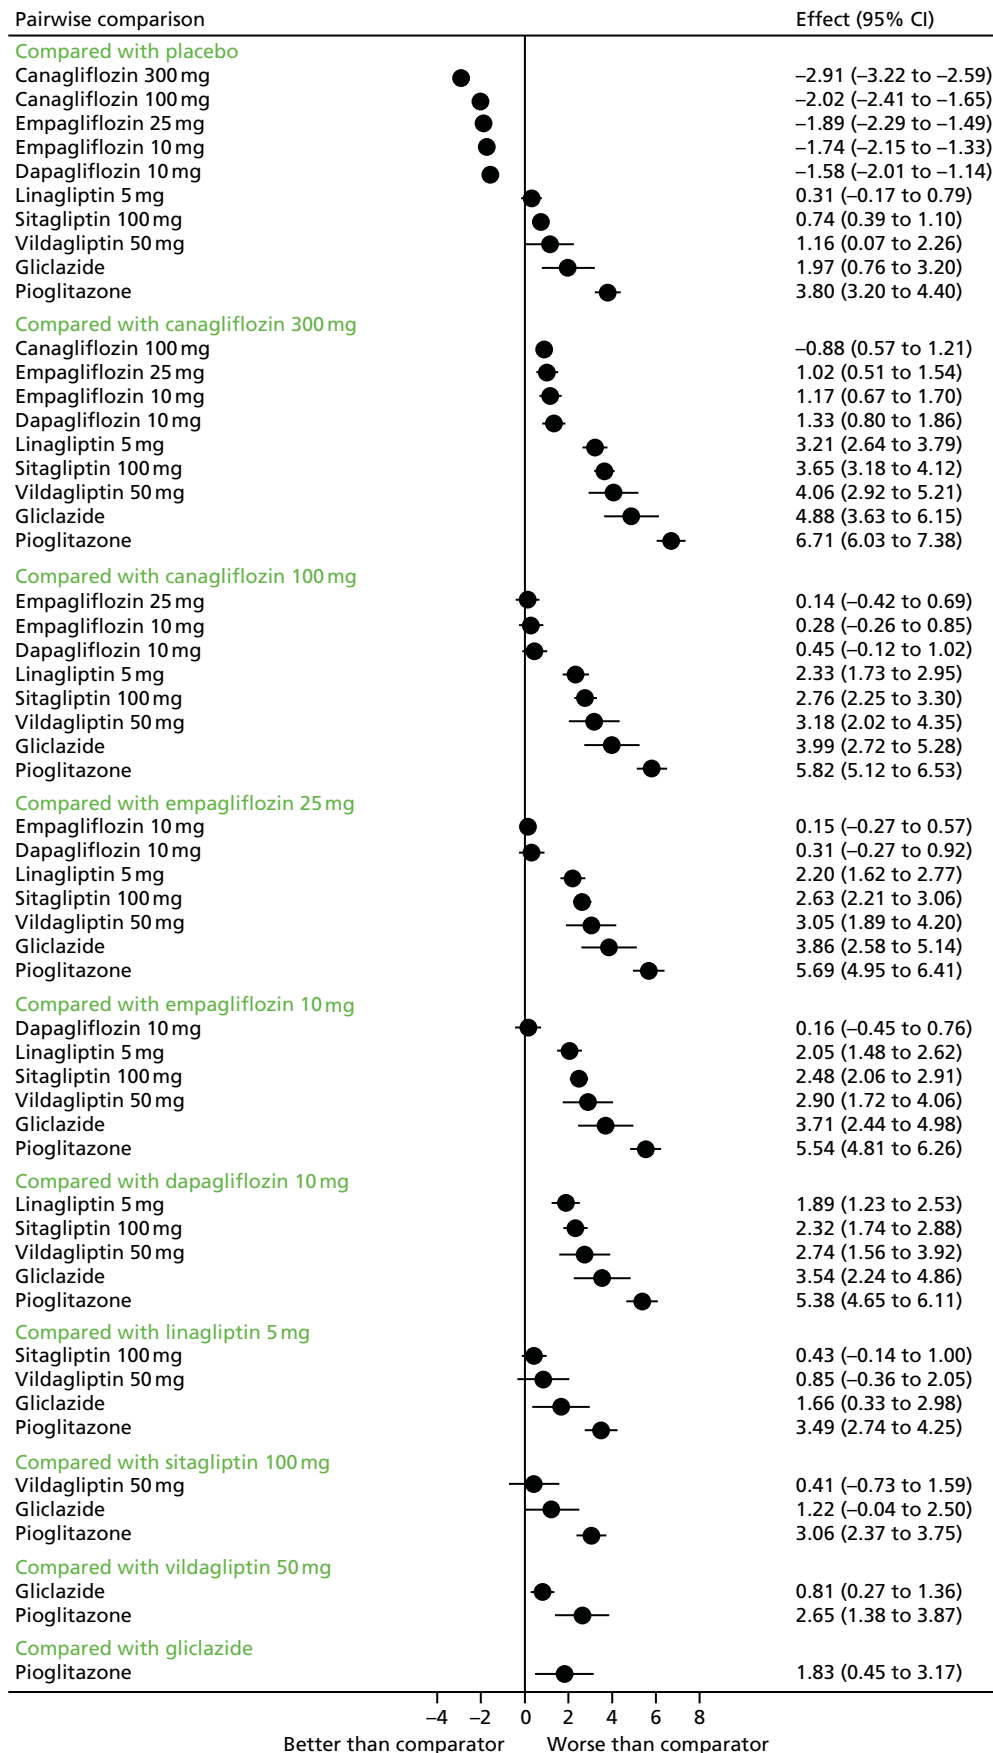 Pairwise comparison Effect (95% CI)
Compared with placebo
Canagliflozin 300 mg –2.91 (–3.22 to –2.59)
Canagliflozin 100 mg –2.02 (–2.41 to –1.65)
Empagliflozin 25 mg –1.89 (–2.29 to –1.49)
Empagliflozin 10 mg –1.74 (–2.15 to –1.33)
Dapagliflozin 10 mg –1.58 (–2.01 to –1.14)
Linagliptin 5 mg 0.31 (–0.17 to 0.79)
Sitagliptin 100 mg 0.74 (0.39 to 1.10)
Vildagliptin 50 mg 1.16 (0.07 to 2.26)
Gliclazide 1.97 (0.76 to 3.20)
Pioglitazone 3.80 (3.20 to 4.40)
Compared with canagliflozin 300 mg
Canagliflozin 100 mg –0.88 (0.57 to 1.21)
Empagliflozin 25 mg 1.02 (0.51 to 1.54)
Empagliflozin 10 mg 1.17 (0.67 to 1.70)
Dapagliflozin 10 mg 1.33 (0.80 to 1.86)
Linagliptin 5 mg 3.21 (2.64 to 3.79)
Sitagliptin 100 mg 3.65 (3.18 to 4.12)
Vildagliptin 50 mg 4.06 (2.92 to 5.21)
Gliclazide 4.88 (3.63 to 6.15)
Pioglitazone 6.71 (6.03 to 7.38)
Compared with canagliflozin 100 mg
Empagliflozin 25 mg 0.14 (–0.42 to 0.69)
Empagliflozin 10 mg 0.28 (–0.26 to 0.85)
Dapagliflozin 10 mg 0.45 (–0.12 to 1.02)
Linagliptin 5 mg 2.33 (1.73 to 2.95)
Sitagliptin 100 mg 2.76 (2.25 to 3.30)
Vildagliptin 50 mg 3.18 (2.02 to 4.35)
Gliclazide 3.99 (2.72 to 5.28)
Pioglitazone 5.82 (5.12 to 6.53)
Compared with empagliflozin 25 mg
Empagliflozin 10 mg 0.15 (–0.27 to 0.57)
Dapagliflozin 10 mg 0.31 (–0.27 to 0.92)
Linagliptin 5 mg 2.20 (1.62 to 2.77)
Sitagliptin 100 mg 2.63 (2.21 to 3.06)
Vildagliptin 50 mg 3.05 (1.89 to 4.20)
Gliclazide 3.86 (2.58 to 5.14)
Pioglitazone 5.69 (4.95 to 6.41)
Compared with empagliflozin 10 mg
Dapagliflozin 10 mg 0.16 (–0.45 to 0.76)
Linagliptin 5 mg 2.05 (1.48 to 2.62)
Sitagliptin 100 mg 2.48 (2.06 to 2.91)
Vildagliptin 50 mg 2.90 (1.72 to 4.06)
Gliclazide 3.71 (2.44 to 4.98)
Pioglitazone 5.54 (4.81 to 6.26)
Compared with dapagliflozin 10 mg
Linagliptin 5 mg 1.89 (1.23 to 2.53)
Sitagliptin 100 mg 2.32 (1.74 to 2.88)
Vildagliptin 50 mg 2.74 (1.56 to 3.92)
Gliclazide 3.54 (2.24 to 4.86)
Pioglitazone 5.38 (4.65 to 6.11)
Compared with linagliptin 5 mg
Sitagliptin 100 mg 0.43 (–0.14 to 1.00)
Vildagliptin 50 mg 0.85 (–0.36 to 2.05)
Gliclazide 1.66 (0.33 to 2.98)
Pioglitazone 3.49 (2.74 to 4.25)
Compared with sitagliptin 100 mg
Vildagliptin 50 mg 0.41 (–0.73 to 1.59)
Gliclazide 1.22 (–0.04 to 2.50)
Pioglitazone 3.06 (2.37 to 3.75)
Compared with vildagliptin 50 mg
Gliclazide 0.81 (0.27 to 1.36)
Pioglitazone 2.65 (1.38 to 3.87)
Compared with gliclazide
Pioglitazone 1.83 (0.45 to 3.17)
–4 –2 0 2 4 6 8
Better than comparator Worse than comparator